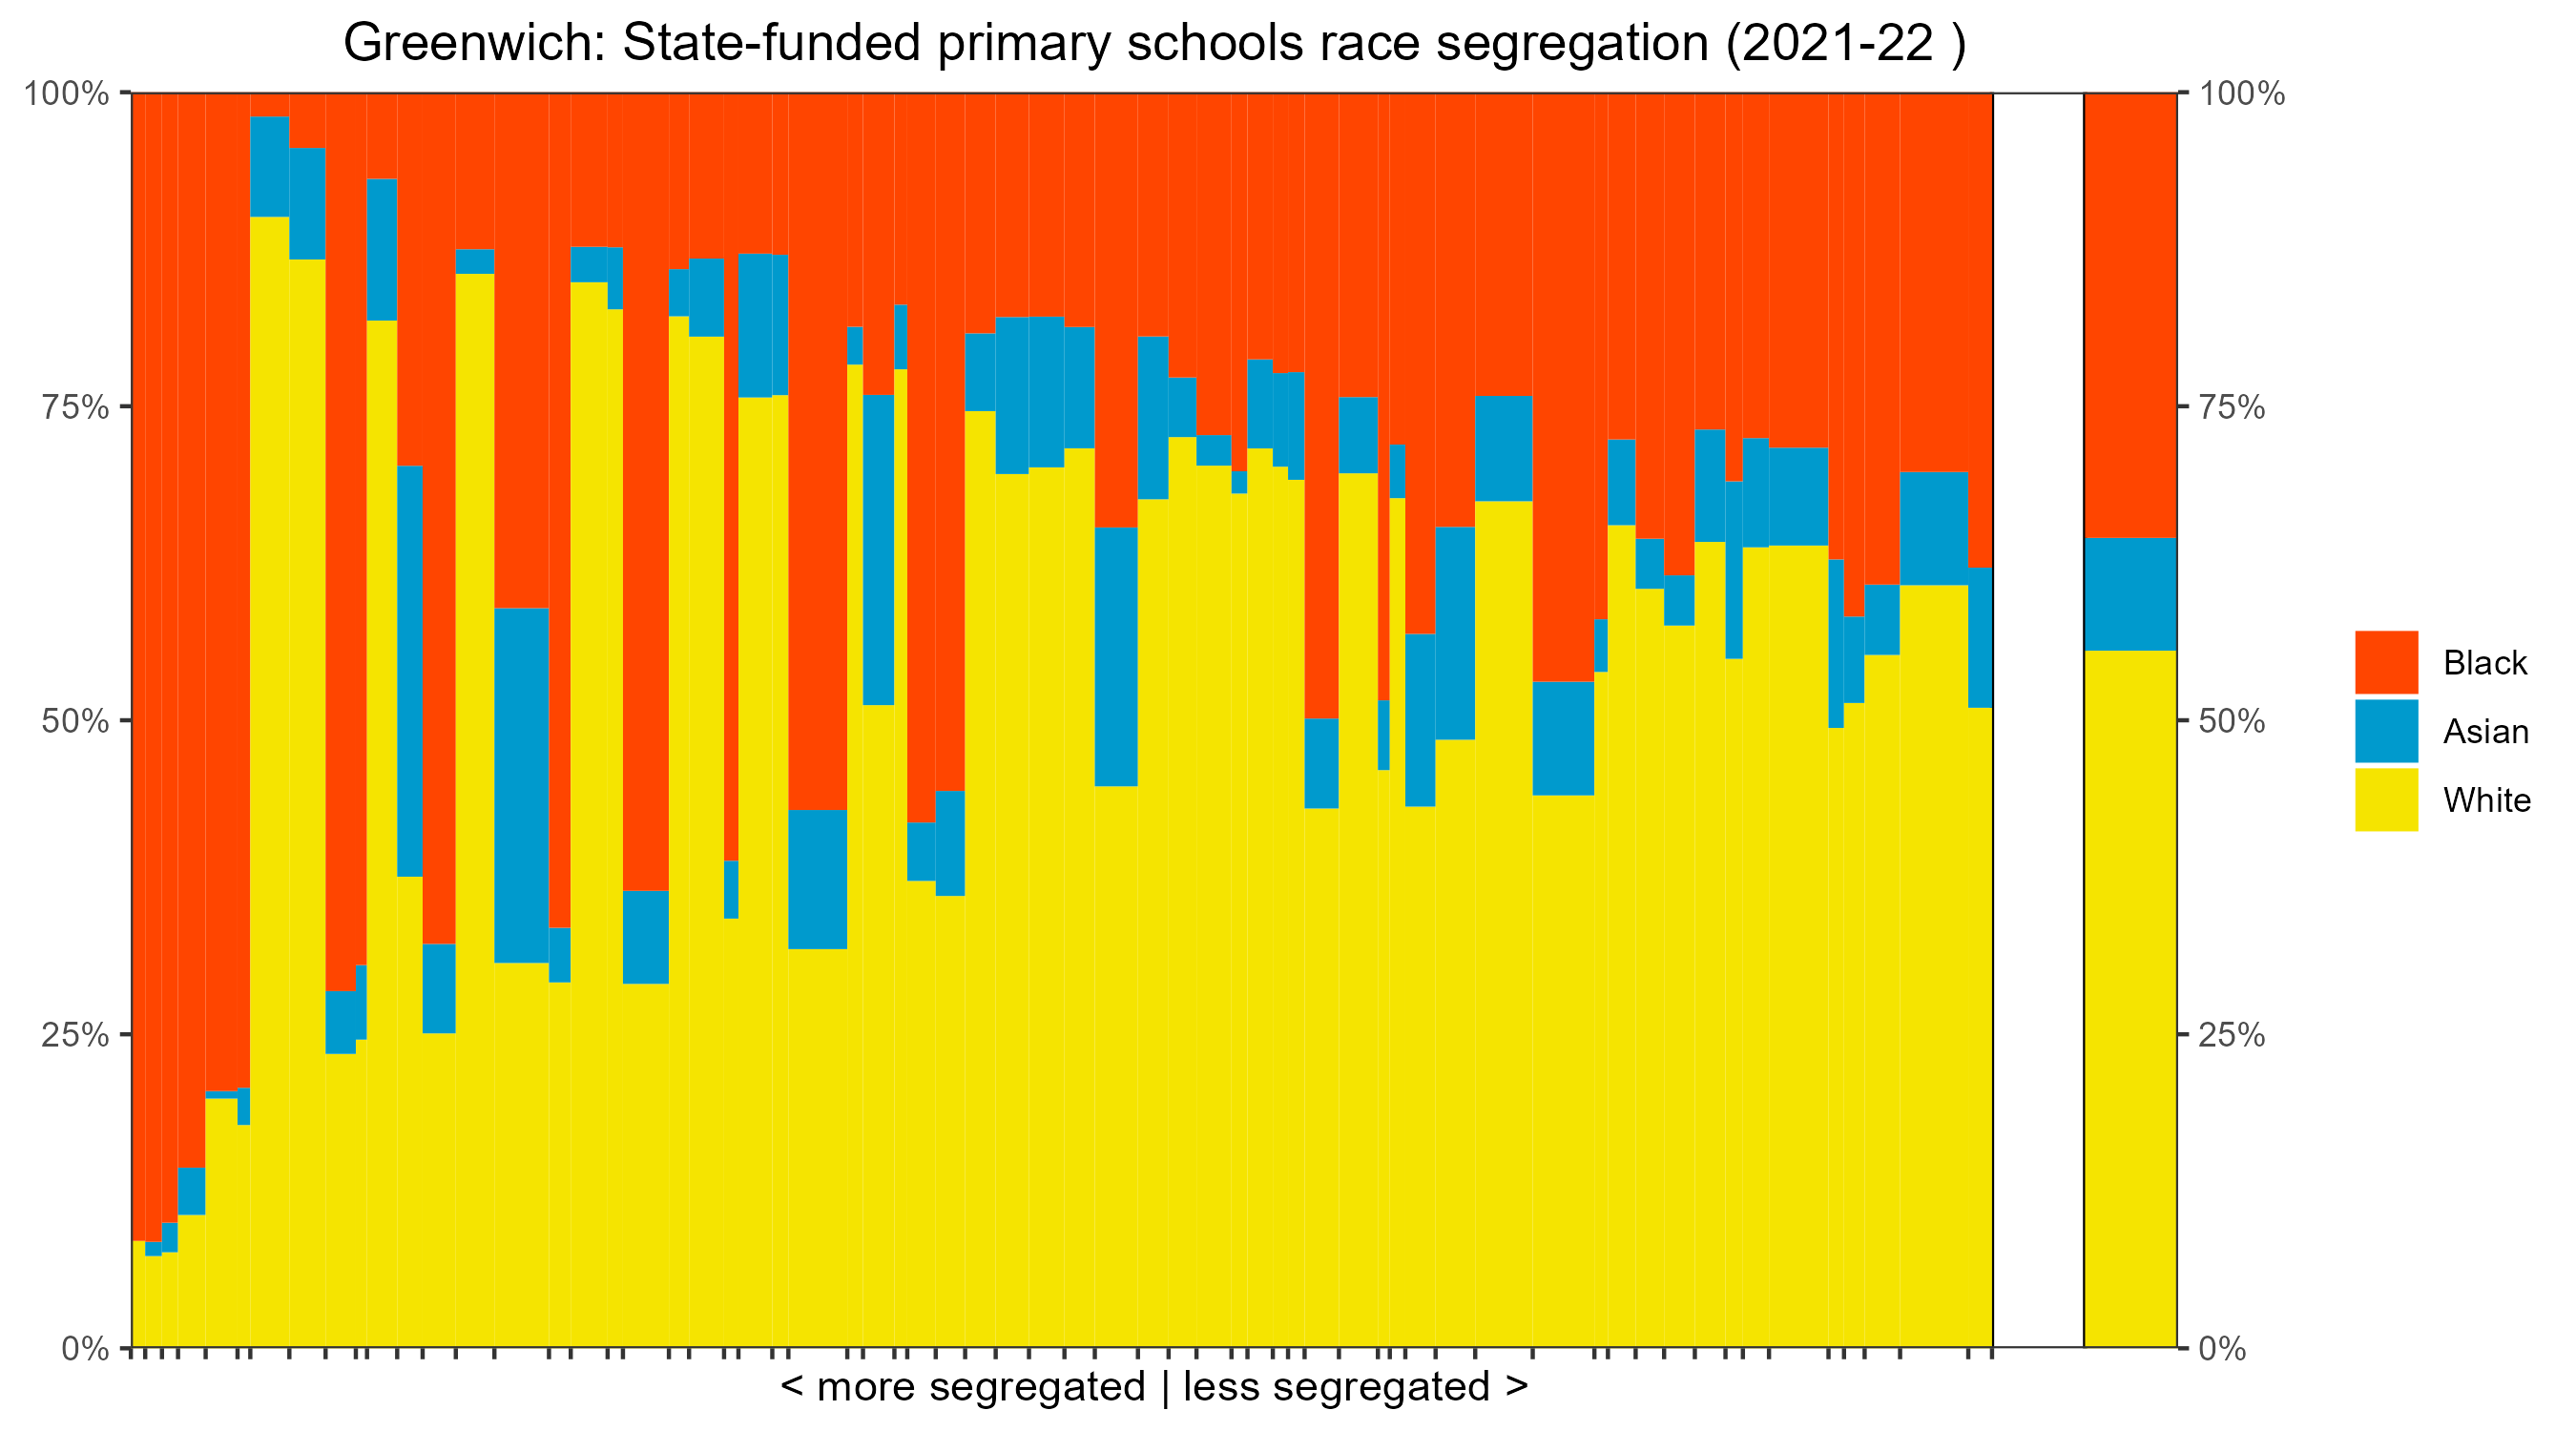 Greenwich: State-funded primary schools race segregation (2021-22 )
100%
75%
50%
25%
0%
100%
75%
50%
25%
0%
Black
Asian
White
< more segregated | less segregated >